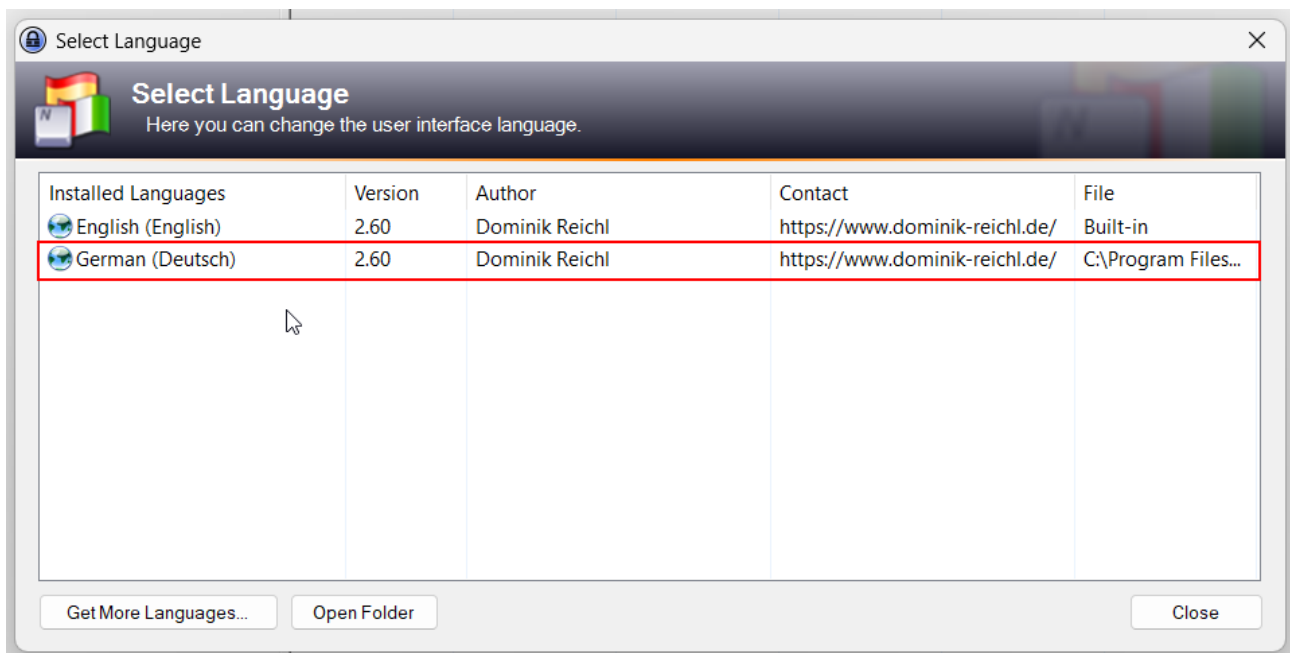 Select Language
Select Language
Here you can change the user interface language.
Installed Languages Version Author Contact File
English (English) 2.60 Dominik Reichl https://www.dominik-reichl.de/ Built-in
German (Deutsch) 2.60 Dominik Reichl https://www.dominik-reichl.de/ C:\Program Files...
Get More Languages... Open Folder Close